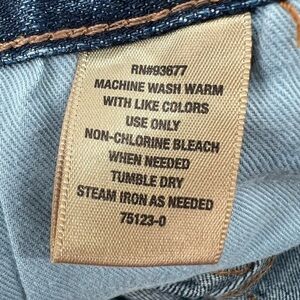 RN#93677
MACHINE WASH WARM
WITH LIKE COLORS
USE ONLY
NON-CHLORINE BLEACH
WHEN NEEDED
TUMBLE DRY
STEAM IRON AS NEEDED
75123-0